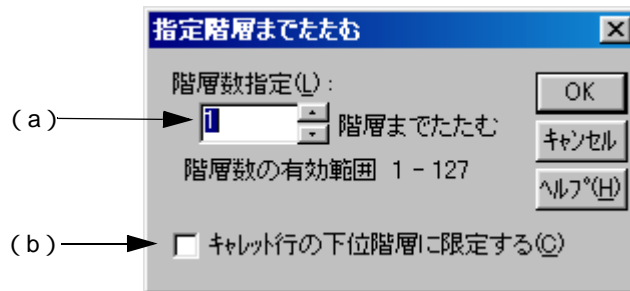 指定階層までたたむ
階層数指定(L):
(a)
1
階層までたたむ
OK
キャンセル
階層数の有効範囲 1-127
ヘルプ(H)
(b)
キャレット行の下位階層に限定する(C)